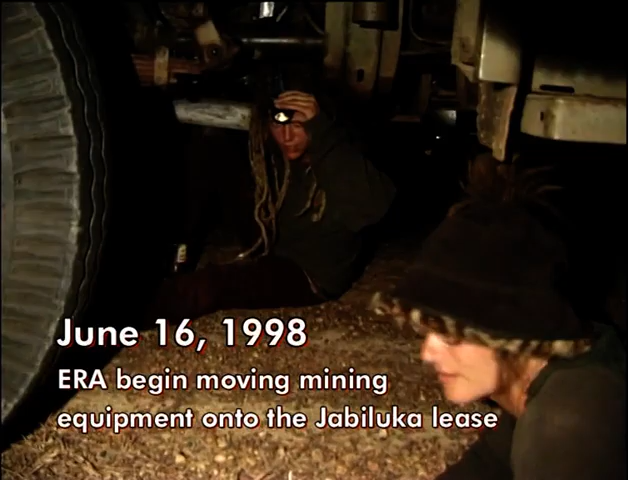 June 16, 1998
ERA begin moving mining
equipment onto the Jabiluka lease